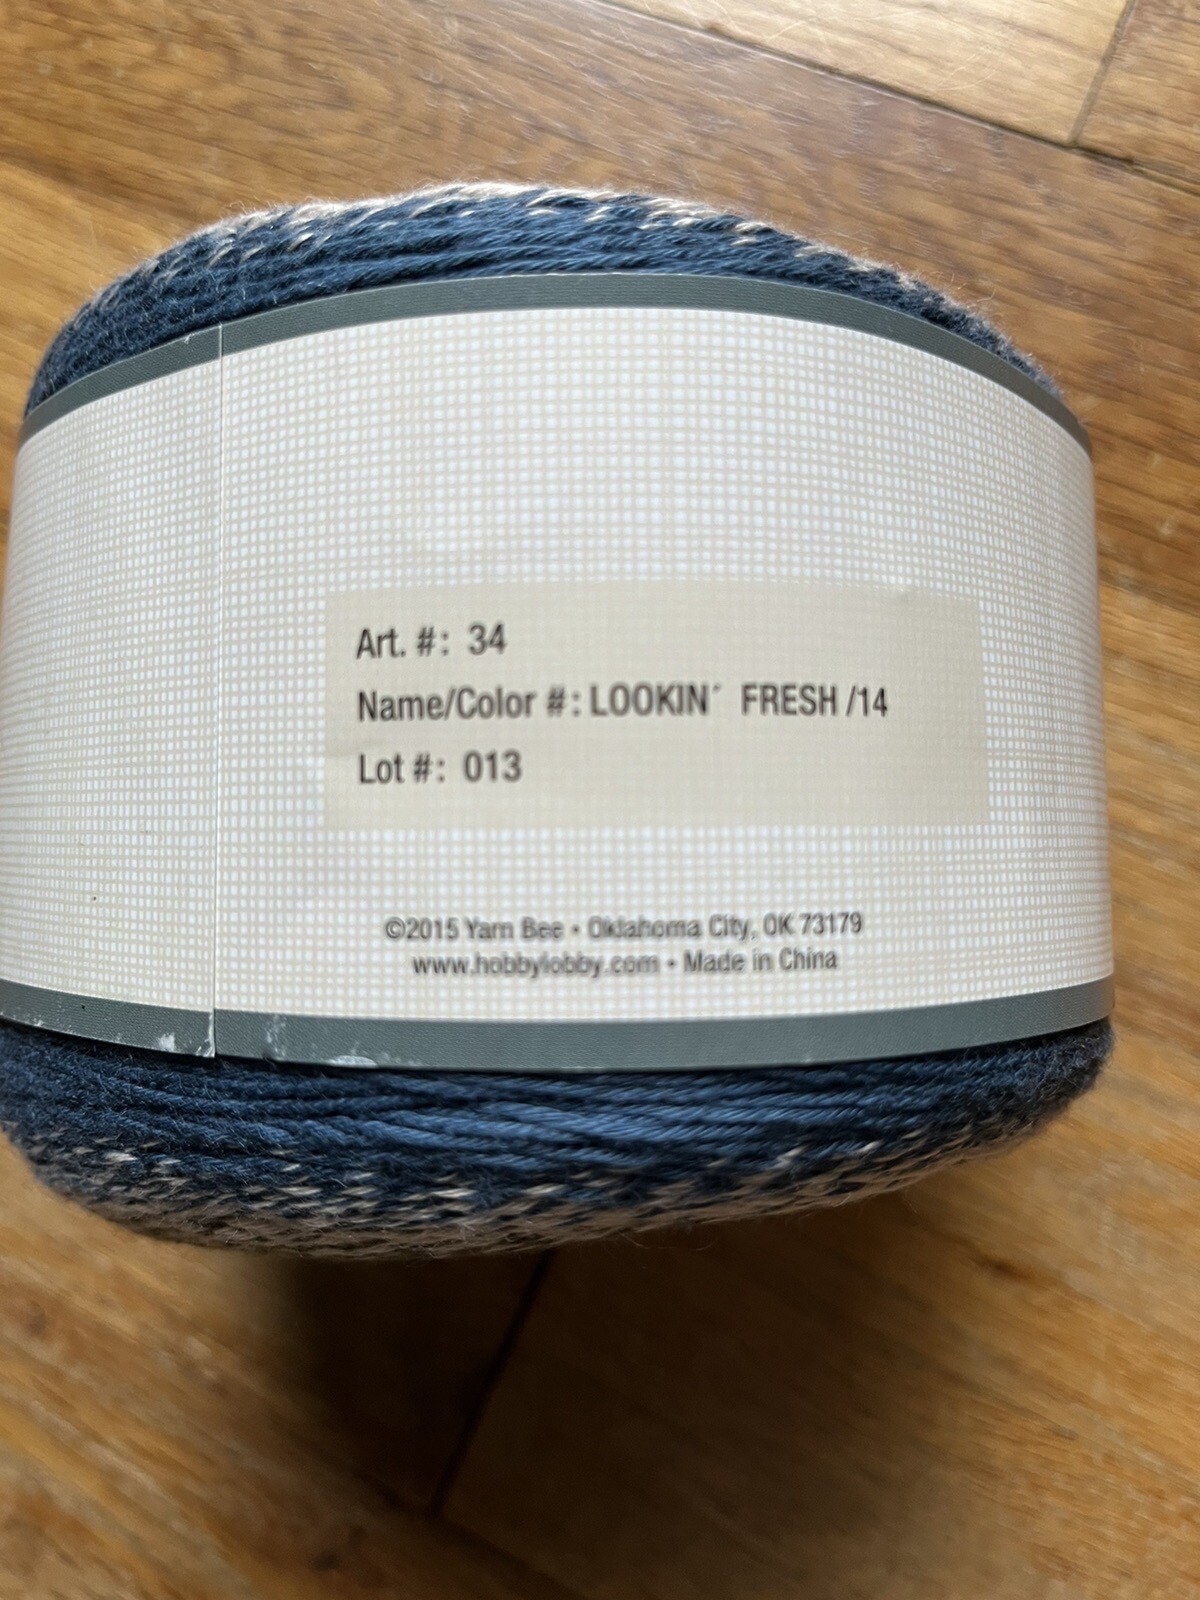 Art. #: 34
Name/Color #: LOOKIN´ FRESH /14
Lot #: 013
©2015 Yarn Bee • Oklahoma City, OK 73179
www.hobbylobby.com • Made in China